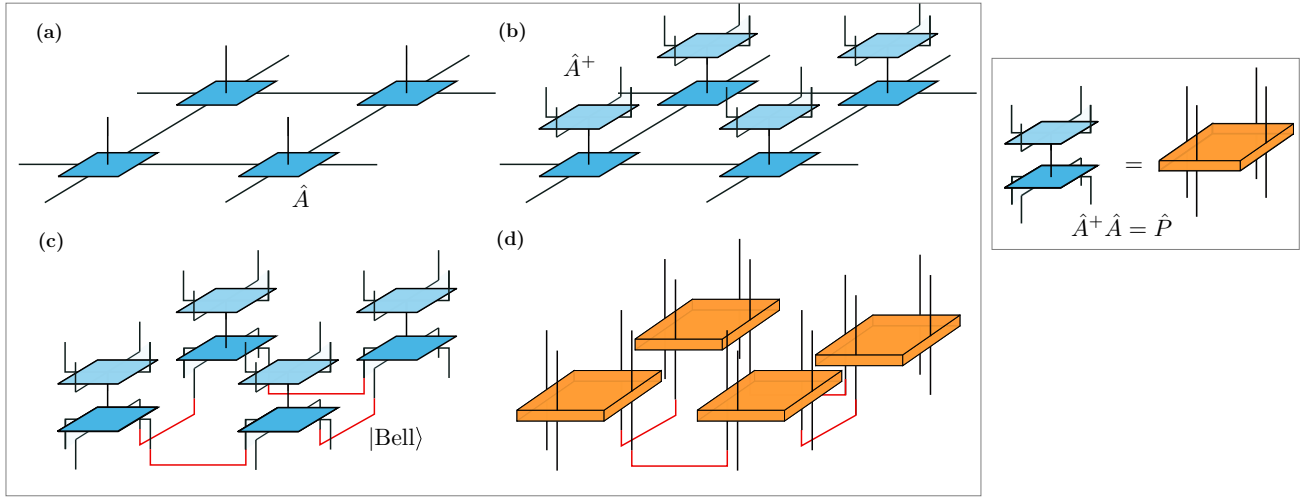 (a)
(b)
Â⁺
Â
(c)
(d)
|Bell⟩
=
Â⁺Â = P̂